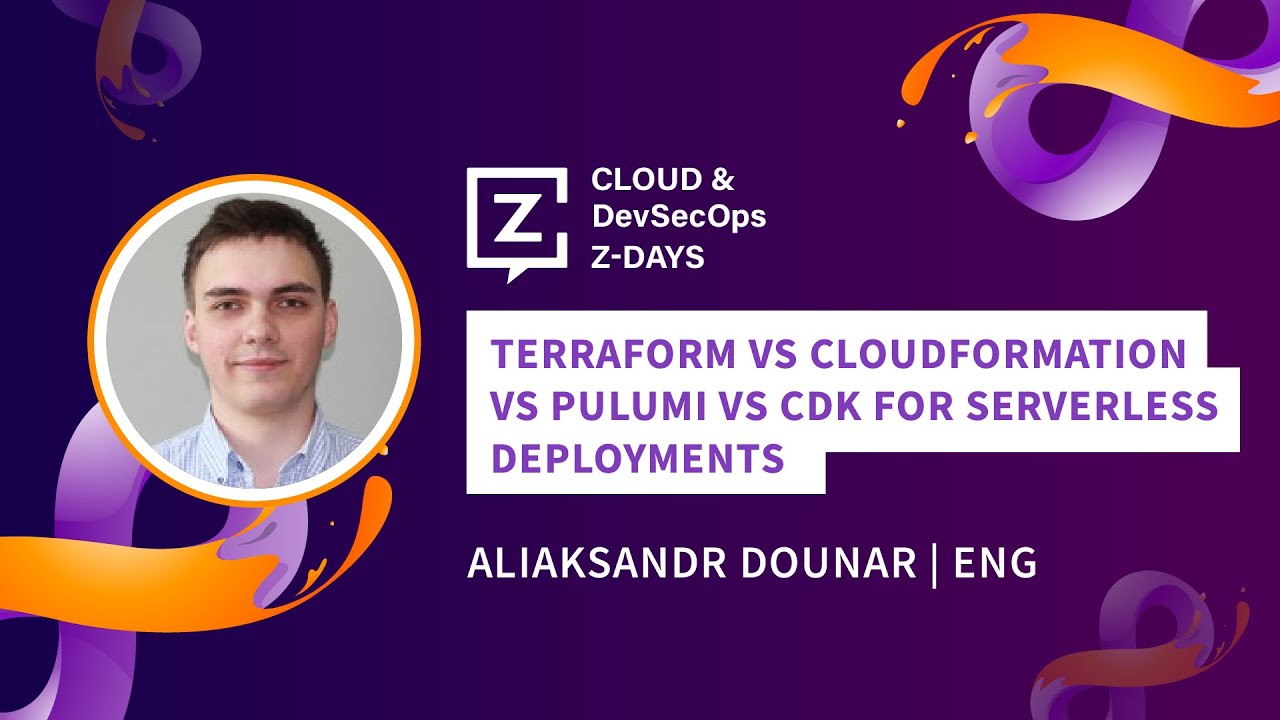 Z
CLOUD &
DevSecOps
Z-DAYS
TERRAFORM VS CLOUDFORMATION
VS PULUMI VS CDK FOR SERVERLESS
DEPLOYMENTS
ALIAKSANDR DOUNAR | ENG